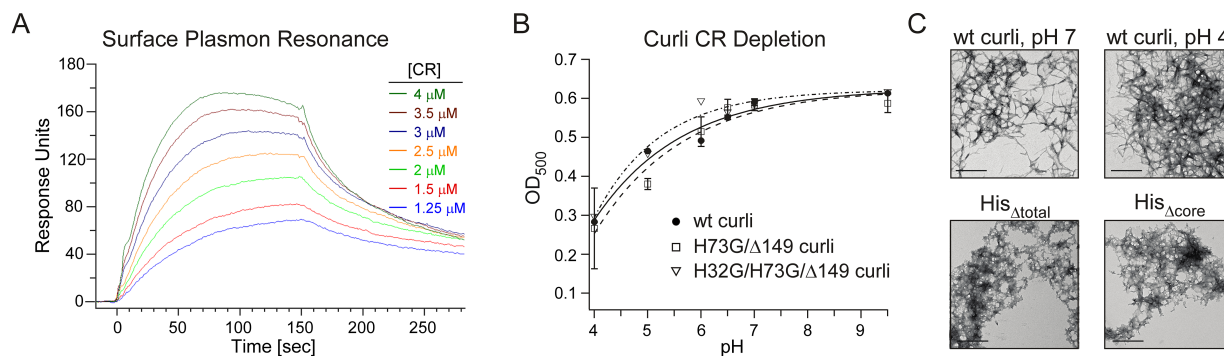 A
Surface Plasmon Resonance
180
160
120
80
40
0
Response Units
0
50
100
150
200
250
Time [sec]
[CR]
4 μM
3.5 μM
3 μM
2.5 μM
2 μM
1.5 μM
1.25 μM
B
Curli CR Depletion
0.7
0.6
0.5
0.4
0.3
0.2
0.1
OD500
4
5
6
7
8
9
pH
wt curli
H73G/Δ149 curli
H32G/H73G/Δ149 curli
C
wt curli, pH 7
wt curli, pH 4
HisΔtotal
HisΔcore